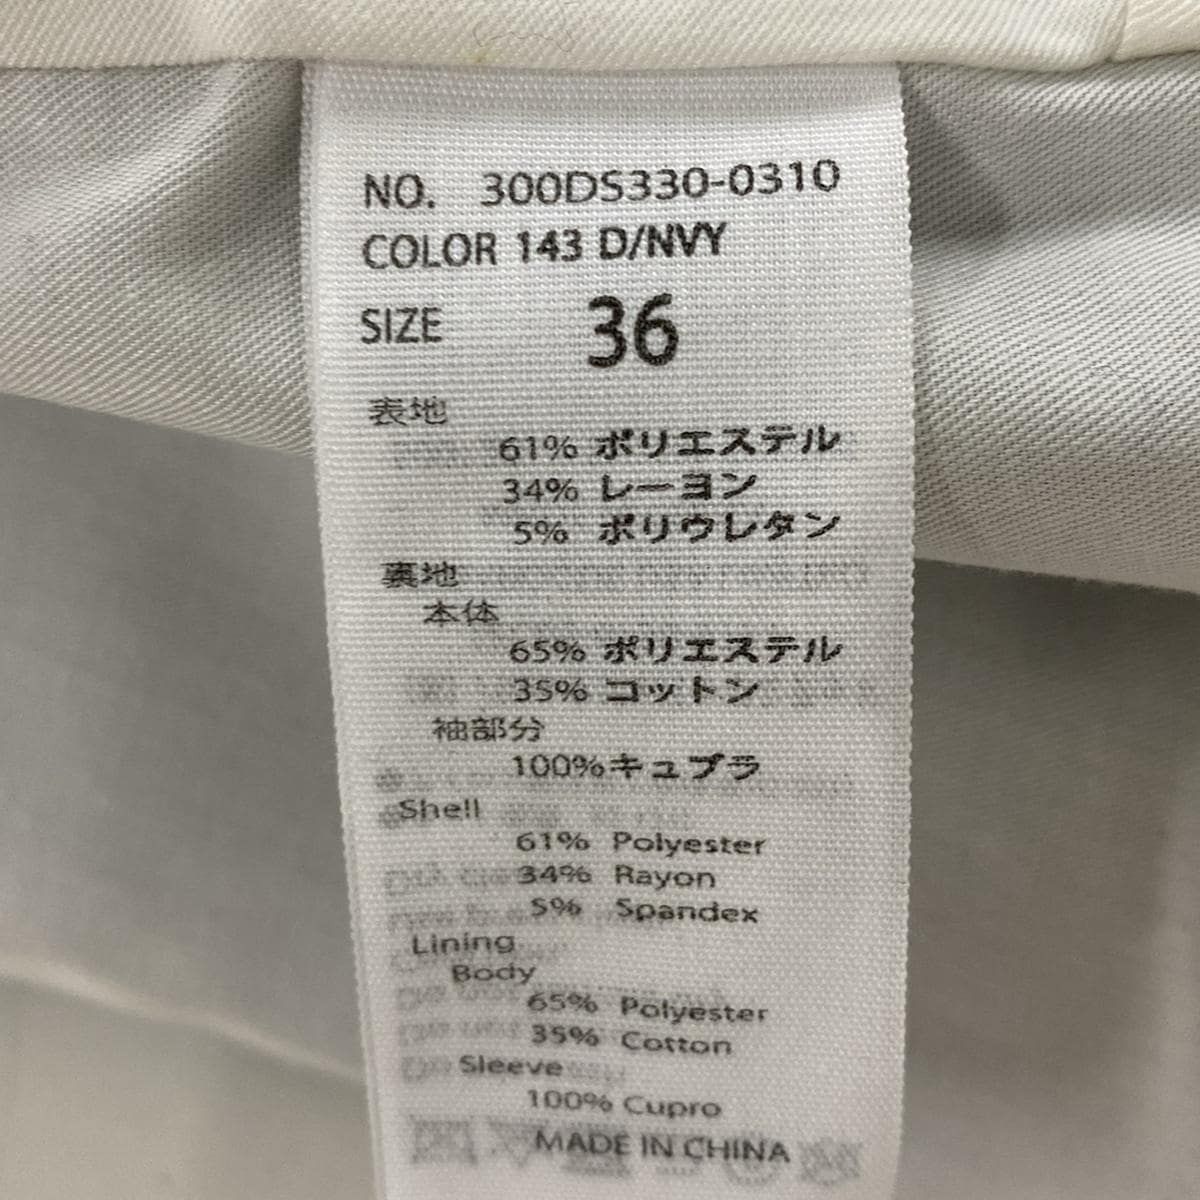 NO. 300DS330-0310
COLOR 143 D/NVY
SIZE 36
表地
61% ポリエステル
34% レーヨン
5% ポリウレタン
裏地
本体
65% ポリエステル
35% コットン
袖部分
100%キュプラ
Shell
61% Polyester
34% Rayon
5% Spandex
Lining
Body
65% Polyester
35% Cotton
Sleeve
100% Cupro
MADE IN CHINA